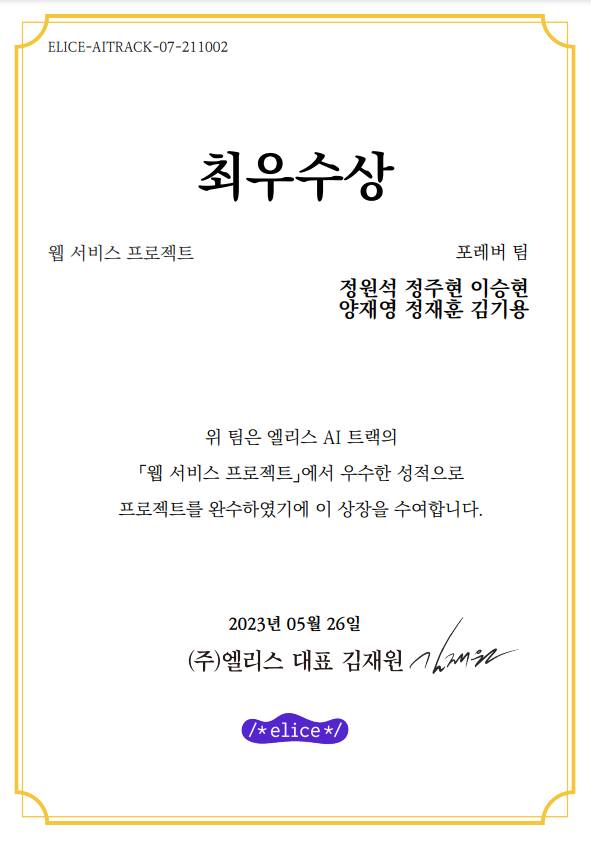 ELICE-AITRACK-07-211002
최우수상
웹 서비스 프로젝트
포레버 팀
정원석 정주현 이승현
양재영 정재훈 김기용
위 팀은 엘리스 AI 트랙의
「웹 서비스 프로젝트」에서 우수한 성적으로
프로젝트를 완수하였기에 이 상장을 수여합니다.
2023년 05월 26일
(주)엘리스 대표 김재원 김재원
/*elice*/